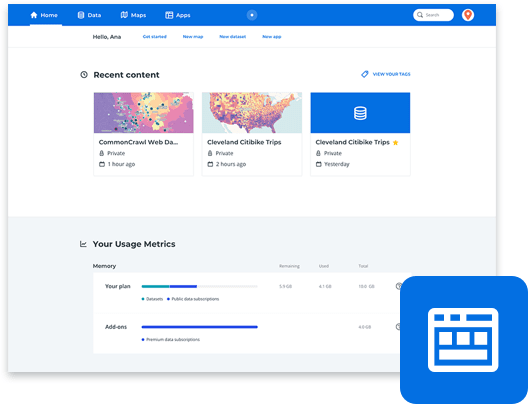 Home Data Maps Apps Search
Hello, Ana Get started New map New dataset New app
Recent content VIEW YOUR TAGS
CommonCrawl Web Da... Cleveland Citibike Trips Cleveland Citibike Trips
Private Private Private
1 hour ago 2 hours ago Yesterday
Your Usage Metrics
Memory Remaining Used Total
Your plan 5.9 GB 4.1 GB 10.0 GB
Datasets Public data subscriptions
Add-ons 4.0 GB
Premium data subscriptions